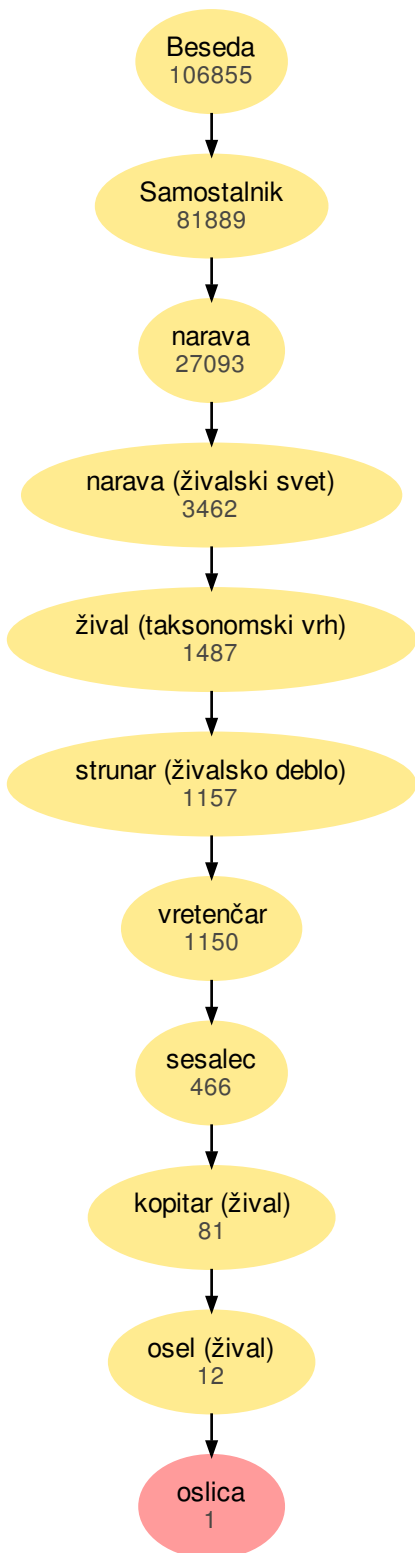 Beseda
106855
Samostalnik
81889
narava
27093
narava (živalski svet)
3462
žival (taksonomski vrh)
1487
strunar (živalsko deblo)
1157
vretenčar
1150
sesalec
466
kopitar (žival)
81
osel (žival)
12
oslica
1